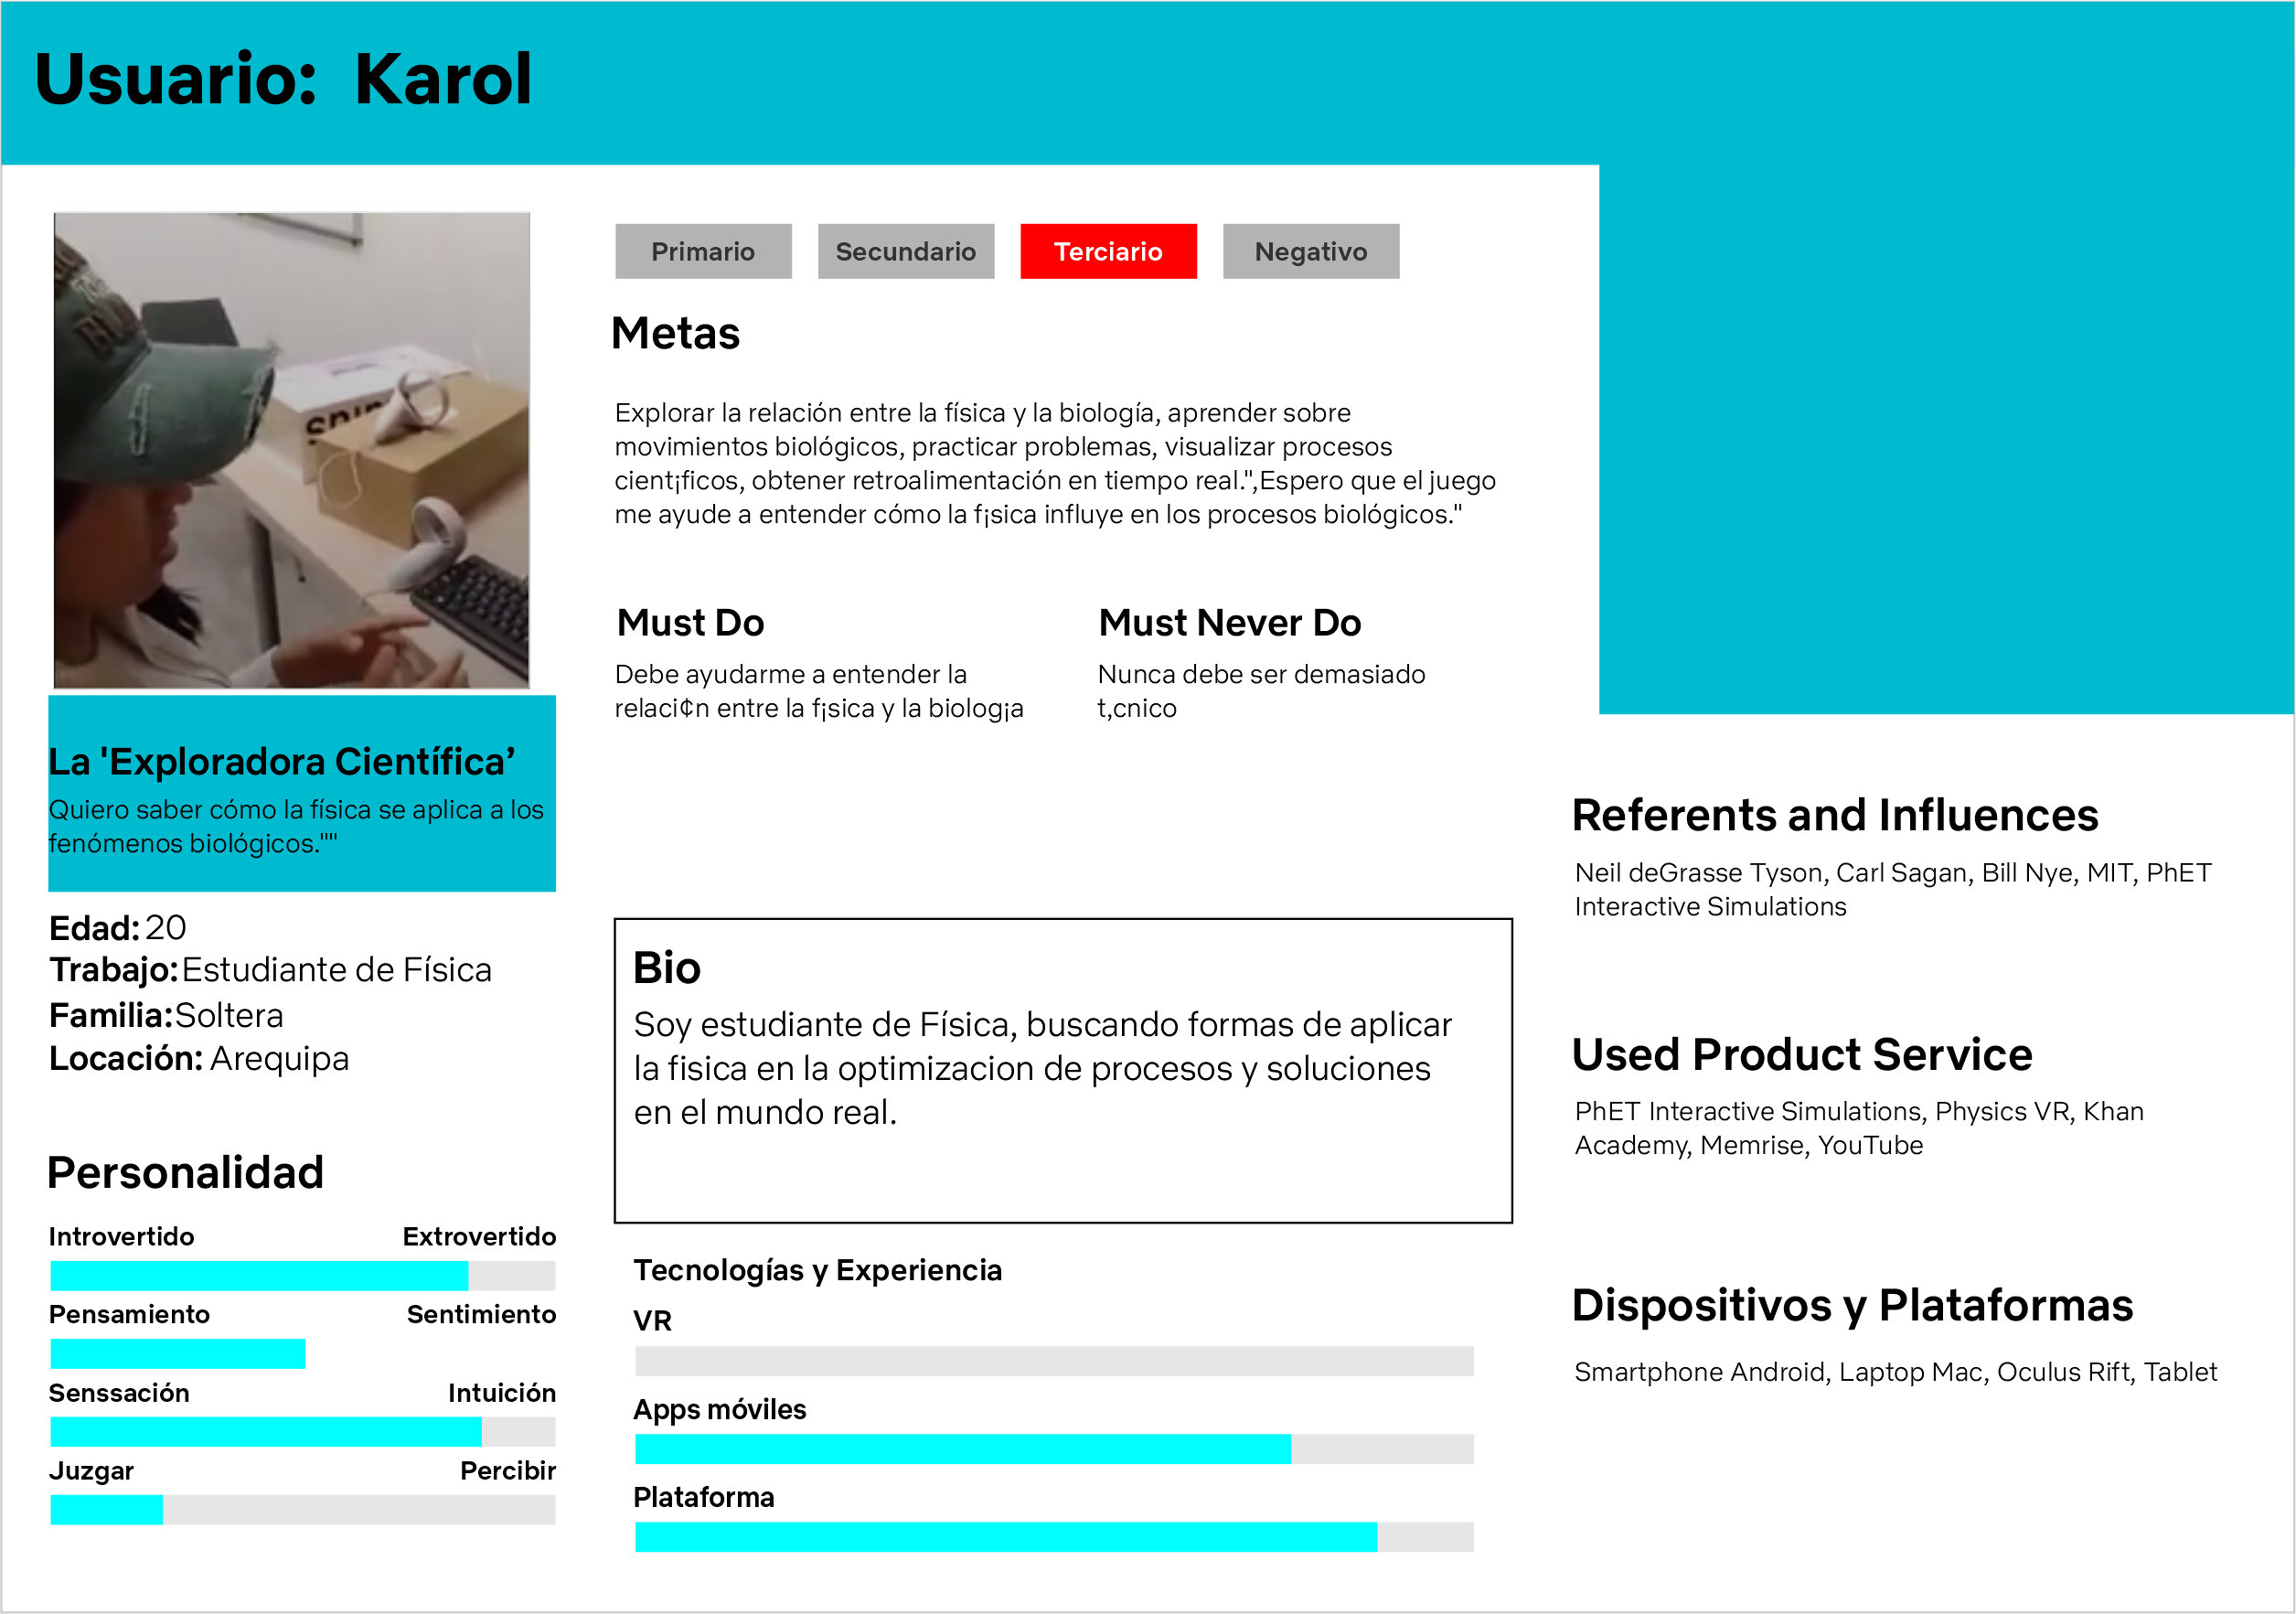 Usuario: Karol
Primario
Secundario
Terciario
Negativo
Metas
Explorar la relación entre la física y la biología, aprender sobre
movimientos biológicos, practicar problemas, visualizar procesos
cient¡ficos, obtener retroalimentación en tiempo real.",Espero que el juego
me ayude a entender cómo la f¡sica influye en los procesos biológicos."
Must Do
Debe ayudarme a entender la
relaci¢n entre la f¡sica y la biolog¡a
Must Never Do
Nunca debe ser demasiado
t‚cnico
La 'Exploradora Científica’
Quiero saber cómo la física se aplica a los
fenómenos biológicos.""
Edad: 20
Trabajo: Estudiante de Física
Familia: Soltera
Locación: Arequipa
Personalidad
Introvertido Extrovertido
Pensamiento Sentimiento
Senssación Intuición
Juzgar Percibir
Bio
Soy estudiante de Física, buscando formas de aplicar
la fisica en la optimizacion de procesos y soluciones
en el mundo real.
Tecnologías y Experiencia
VR
Apps móviles
Plataforma
Referents and Influences
Neil deGrasse Tyson, Carl Sagan, Bill Nye, MIT, PhET
Interactive Simulations
Used Product Service
PhET Interactive Simulations, Physics VR, Khan
Academy, Memrise, YouTube
Dispositivos y Plataformas
Smartphone Android, Laptop Mac, Oculus Rift, Tablet